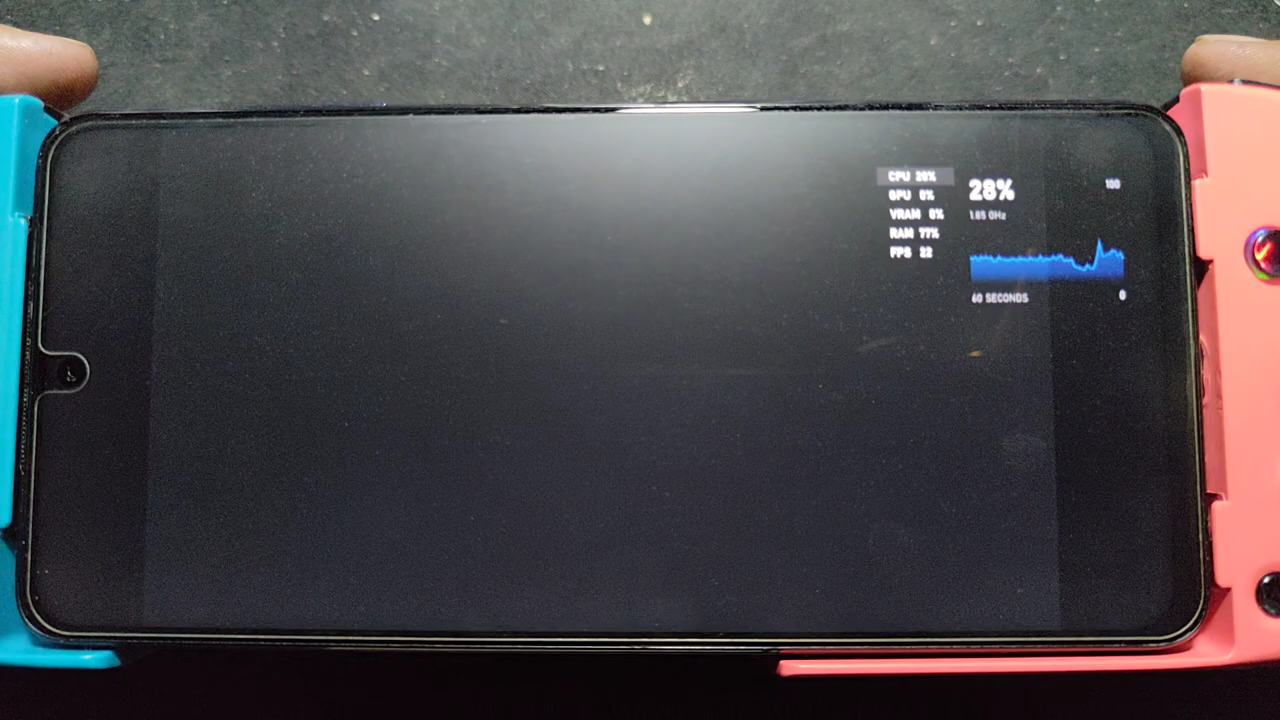 CPU 28%
GPU 0%
VRAM 0%
RAM 77%
FPS 22
28%
1.85 GHz
100
60 SECONDS
0